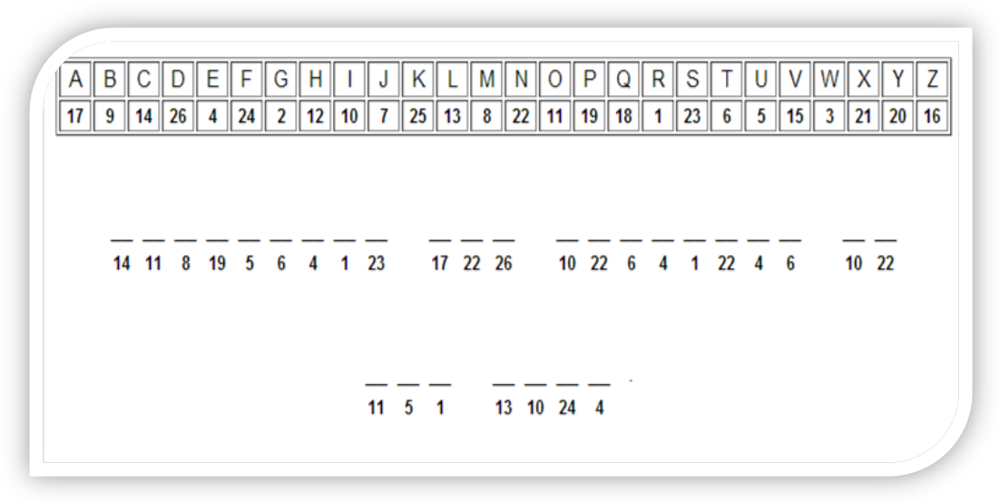 A B C D E F G H I J K L M N O P Q R S T U V W X Y Z
17 9 14 26 4 24 2 12 10 7 25 13 8 22 11 19 18 1 23 6 5 15 3 21 20 16
14 11 8 19 5 6 4 1 23 17 22 26 10 22 6 4 1 22 4 6 10 22
11 5 1 13 10 24 4